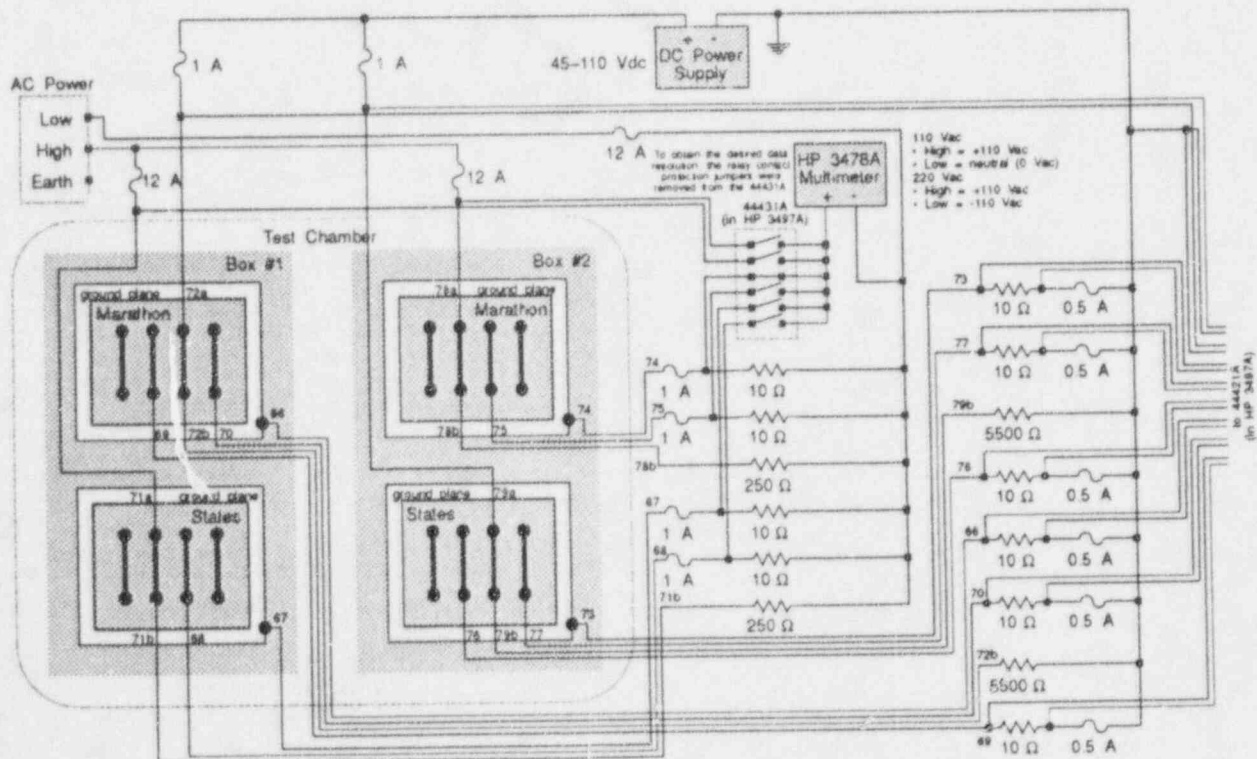 1 A
1 A
45-110 Vdc
+ -
DC Power
Supply
AC Power
Low
High
Earth
12 A
12 A
12 A
To obtain the desired data
resolution the relay contact
protection jumpers were
removed from the 44431A
HP 3478A
Multi-meter
+ -
110 Vac
- High = +110 Vac
- Low = neutral (0 Vac)
220 Vac
- High = +110 Vac
- Low = -110 Vac
44431A
(in HP 3497A)
Test Chamber
Box #1
Box #2
ground plane
72a
Marathon
78a
ground plane
Marathon
66
69
72b
70
74
78b
75
71a
ground plane
States
ground plane
79a
States
67
71b
68
73
76
79b
77
74
1 A
10 Ω
75
1 A
10 Ω
78b
250 Ω
67
1 A
10 Ω
68
1 A
10 Ω
71b
250 Ω
73
10 Ω
0.5 A
77
10 Ω
0.5 A
79b
5500 Ω
76
10 Ω
0.5 A
66
10 Ω
0.5 A
70
10 Ω
0.5 A
72b
5500 Ω
69
10 Ω
0.5 A
to 44421A
(in HP 3497A)